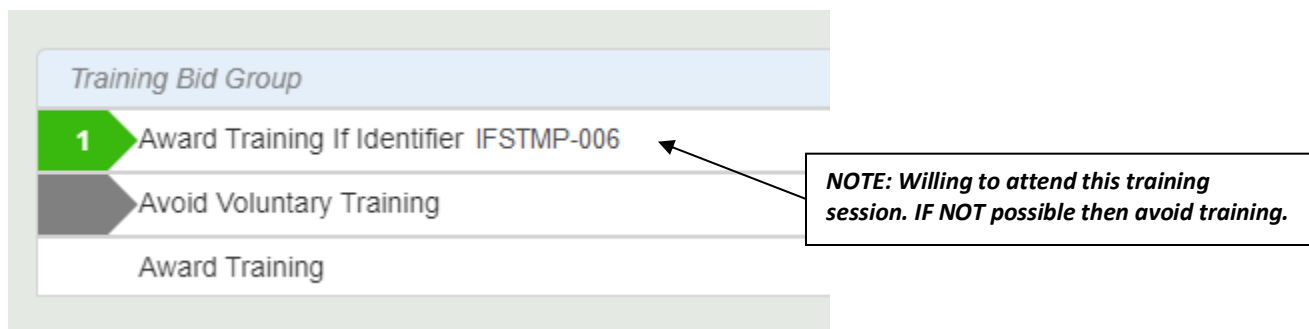 Training Bid Group
1 Award Training If Identifier IFSTMP-006
Avoid Voluntary Training
Award Training
NOTE: Willing to attend this training
session. IF NOT possible then avoid training.